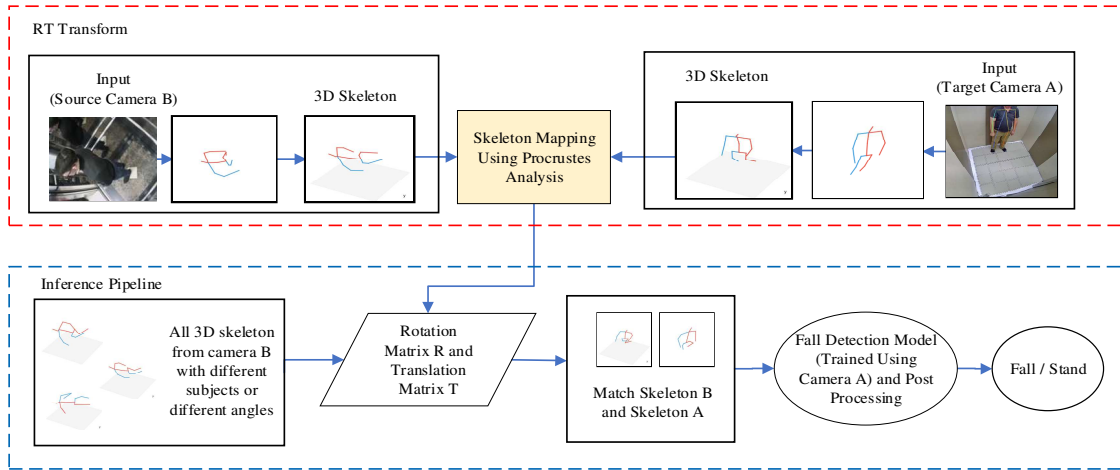 RT Transform
Input
(Source Camera B)
3D Skeleton
Skeleton Mapping
Using Procrustes
Analysis
3D Skeleton
Input
(Target Camera A)
Inference Pipeline
All 3D skeleton
from camera B
with different
subjects or
different angles
Rotation
Matrix R and
Translation
Matrix T
Match Skeleton B
and Skeleton A
Fall Detection Model
(Trained Using
Camera A) and Post
Processing
Fall / Stand